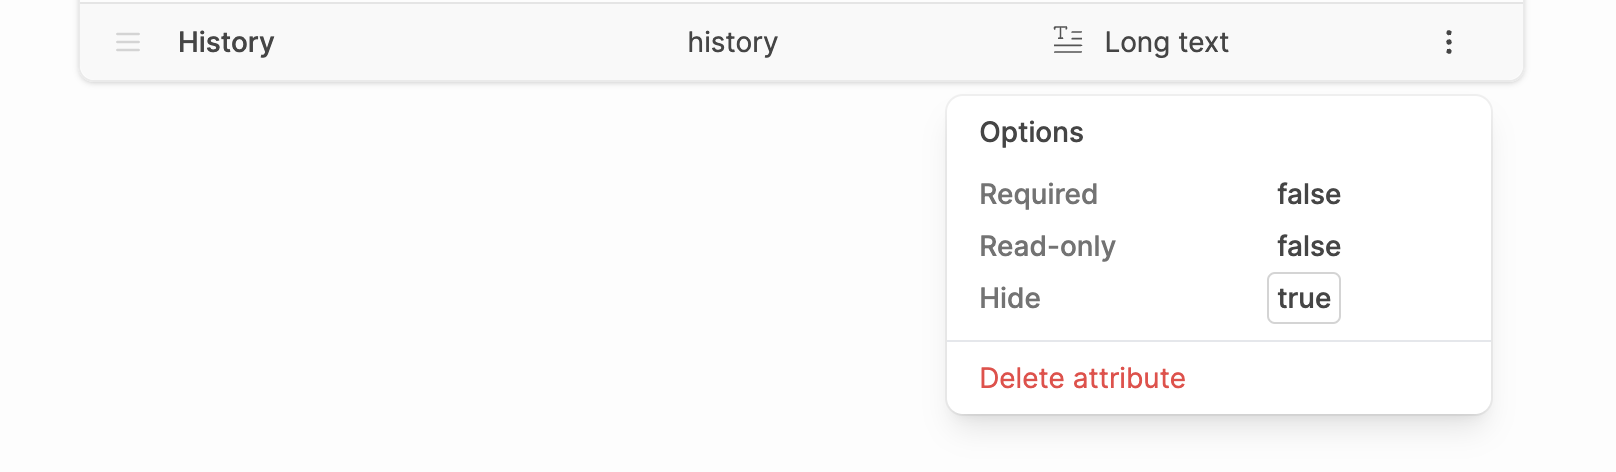 History history Long text
Options
Required false
Read-only false
Hide true
Delete attribute